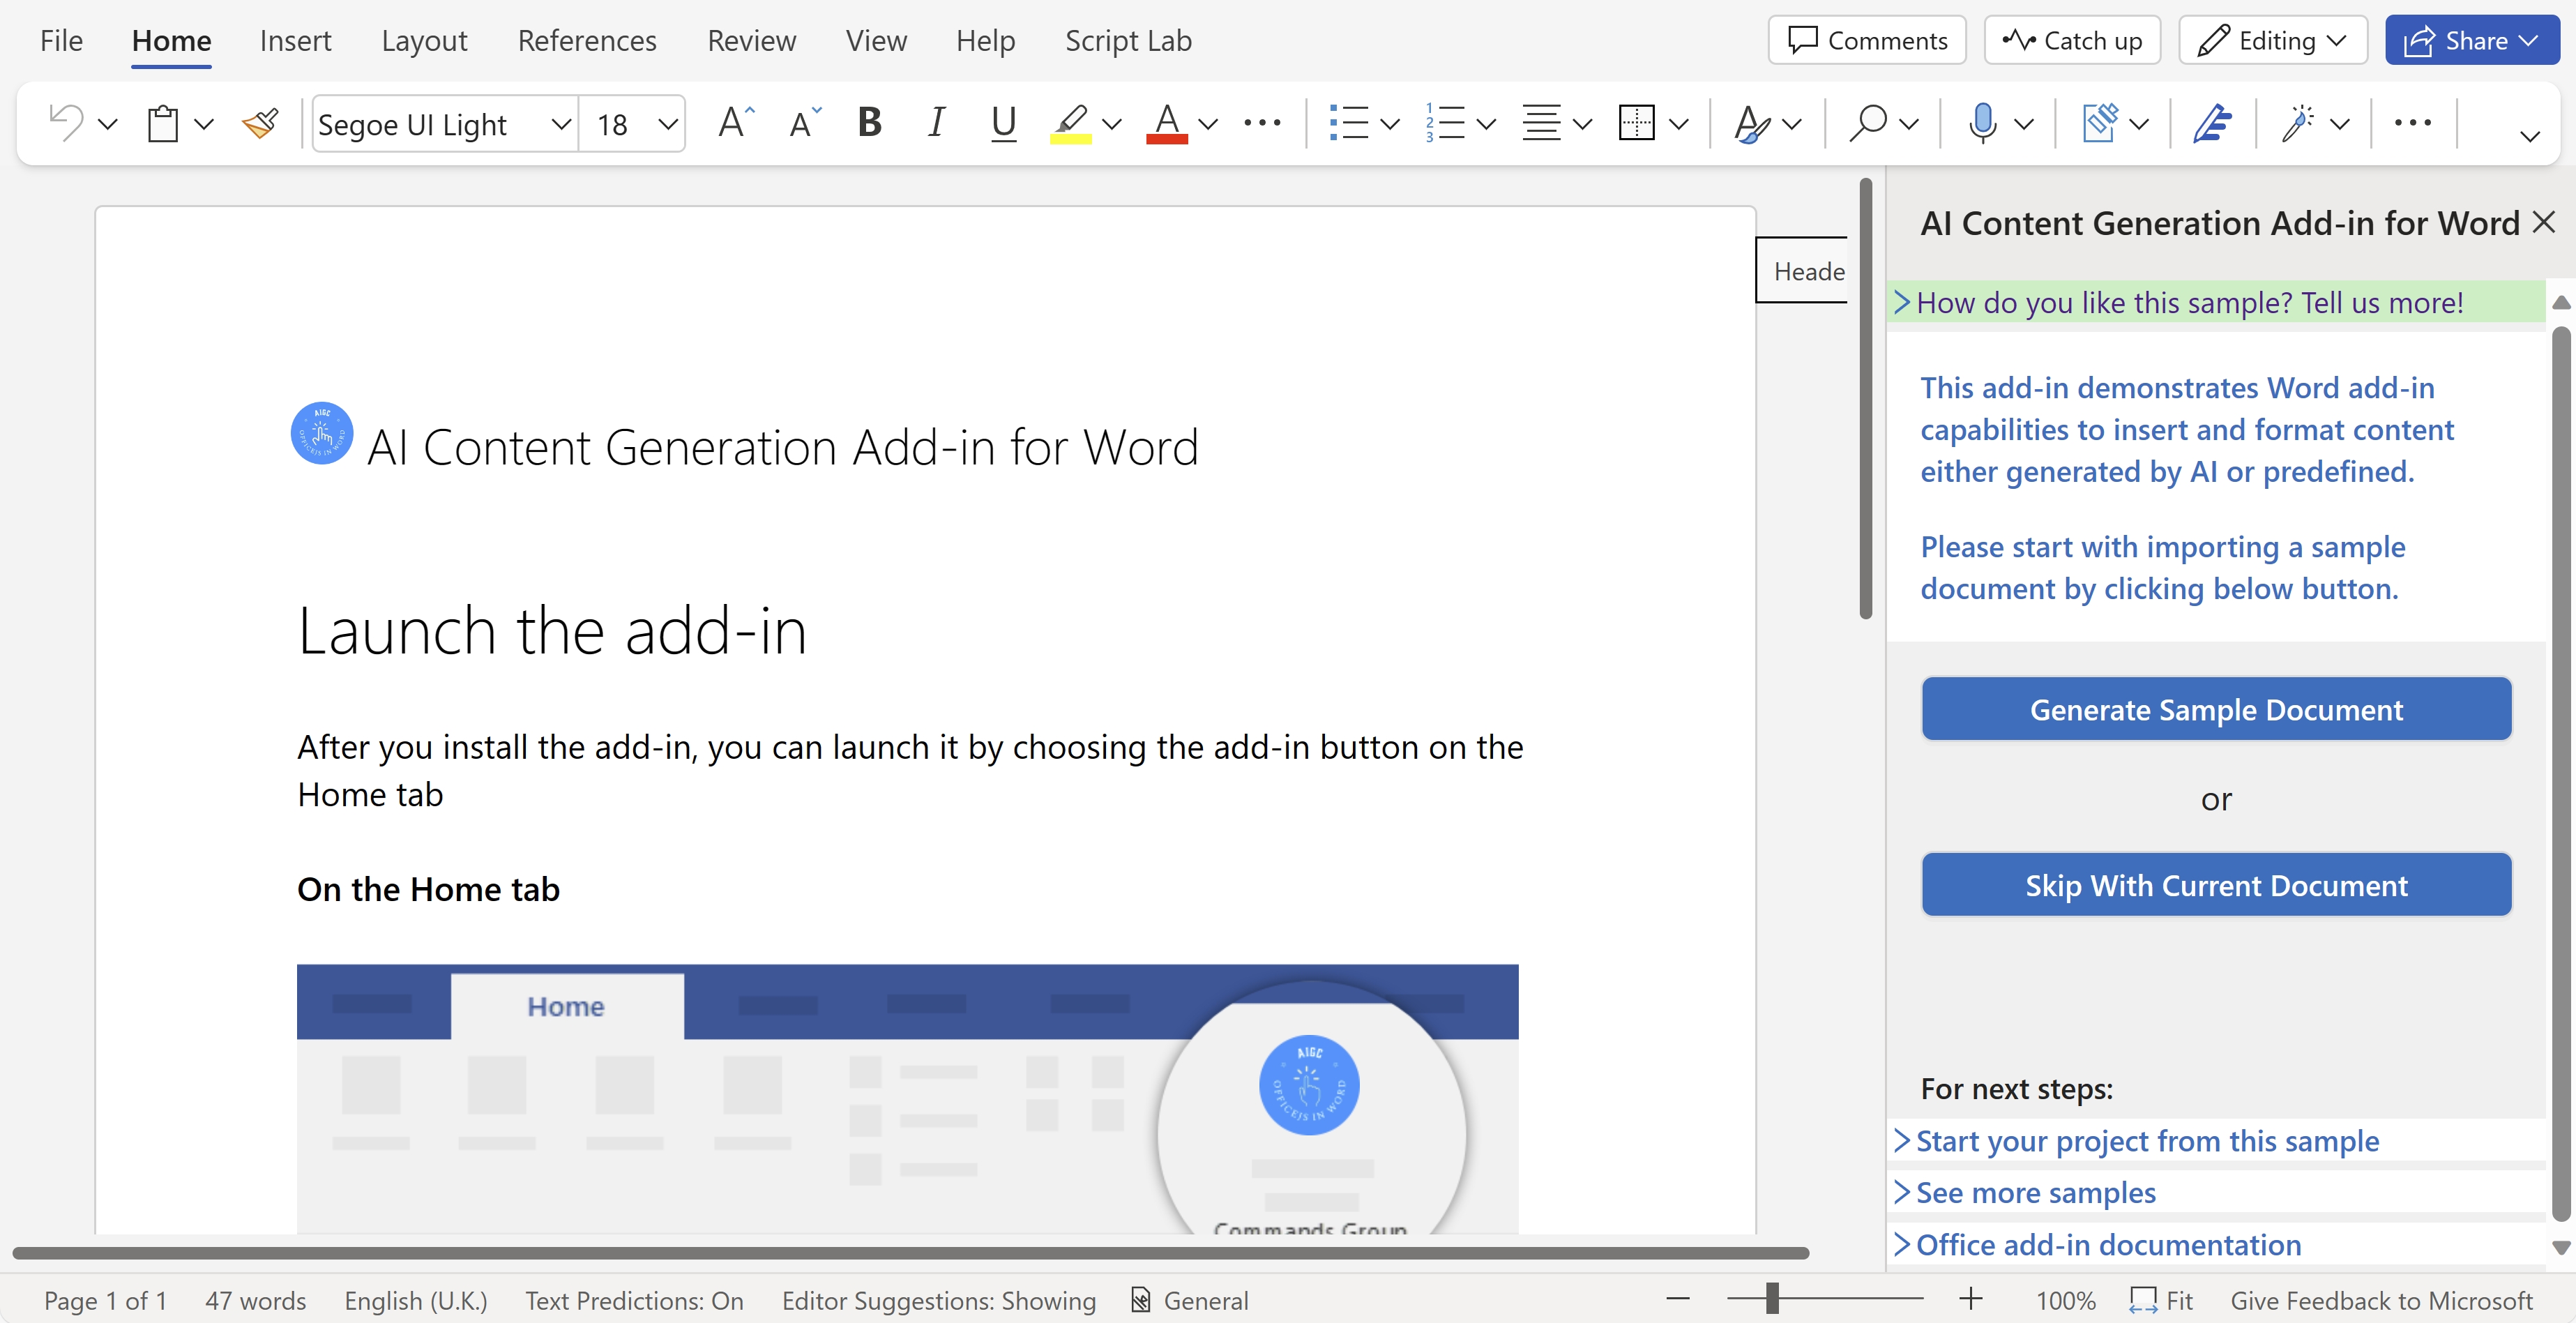 File Home Insert Layout References Review View Help Script Lab Comments Catch up Editing Share
Segoe UI Light 18
AI Content Generation Add-in for Word
Heade
How do you like this sample? Tell us more!
This add-in demonstrates Word add-in
capabilities to insert and format content
either generated by AI or predefined.
Please start with importing a sample
document by clicking below button.
Generate Sample Document
or
Skip With Current Document
For next steps:
Start your project from this sample
See more samples
Office add-in documentation
AIGC
OFFICEJS IN WORD
AI Content Generation Add-in for Word
Launch the add-in
After you install the add-in, you can launch it by choosing the add-in button on the
Home tab
On the Home tab
Home
AIGC
OFFICEJS IN WORD
Commands Group
Page 1 of 1 47 words English (U.K.) Text Predictions: On Editor Suggestions: Showing General 100% Fit Give Feedback to Microsoft